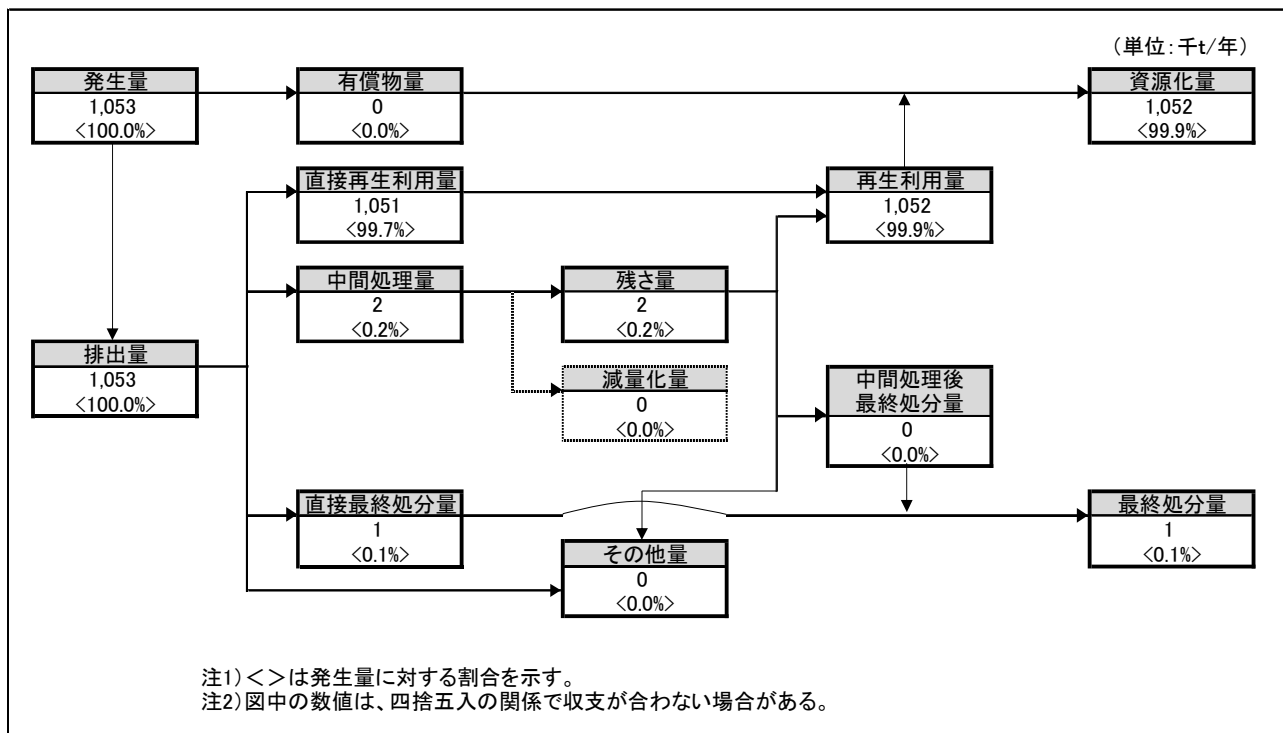 （単位：千t/年）
発生量
1,053
<100.0%>
有償物量
0
<0.0%>
資源化量
1,052
<99.9%>
直接再生利用量
1,051
<99.7%>
再生利用量
1,052
<99.9%>
中間処理量
2
<0.2%>
残さ量
2
<0.2%>
排出量
1,053
<100.0%>
減量化量
0
<0.0%>
中間処理後
最終処分量
0
<0.0%>
直接最終処分量
1
<0.1%>
最終処分量
1
<0.1%>
その他量
0
<0.0%>
注1）＜＞は発生量に対する割合を示す。
注2）図中の数値は、四捨五入の関係で収支が合わない場合がある。